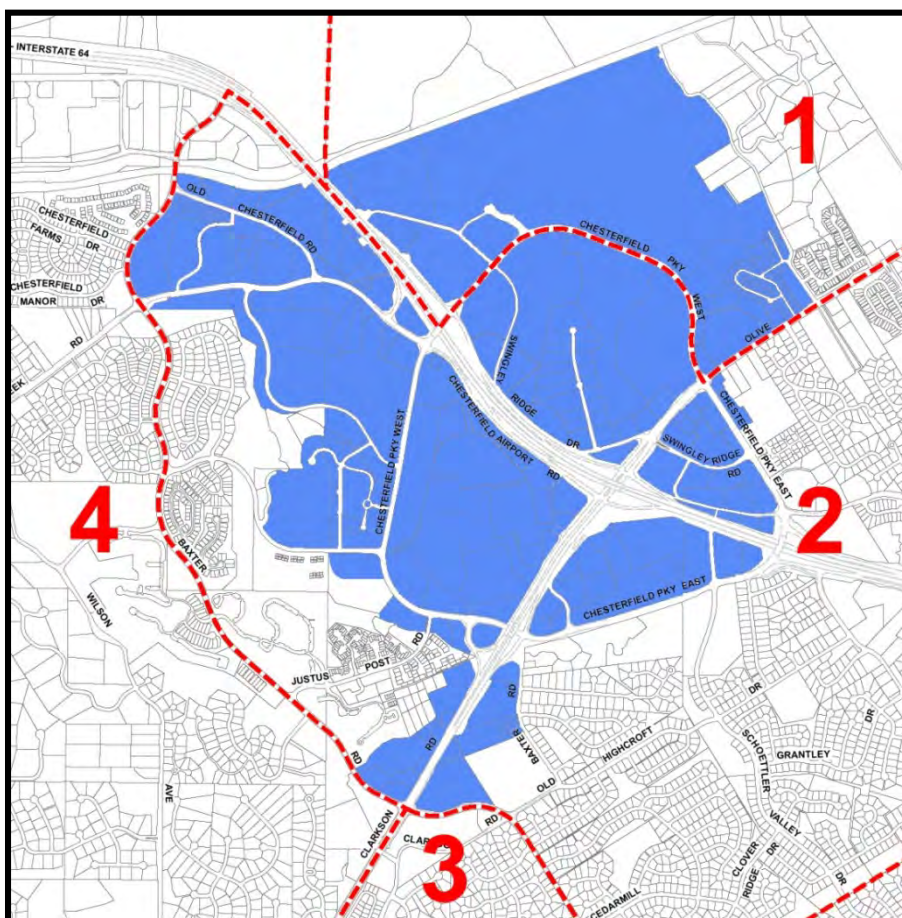 INTERSTATE 64
1
OLD
CHESTERFIELD RD
CHESTERFIELD
FARMS
DR
CHESTERFIELD
MANOR DR
CHESTERFIELD
PKY
WEST
OLIVE
RD
EEK
SWINGLEY
RIDGE
DR
CHESTERFIELD AIRPORT
RD
CHESTERFIELD PKY WEST
CHESTERFIELD PKY EAST
SWINGLEY RIDGE
RD
4
2
BAXTER
WILSON
CHESTERFIELD PKY EAST
JUSTUS
POST
RD
RD
BAXTER
RD
RD
OLD
HIGHCROFT
DR
SCHOETTLER
GRANTLEY
DR
VALLEY
DR
AVE
CLARKSON
RD
3
CLOVER
RIDGE
DR
CEDARMILL